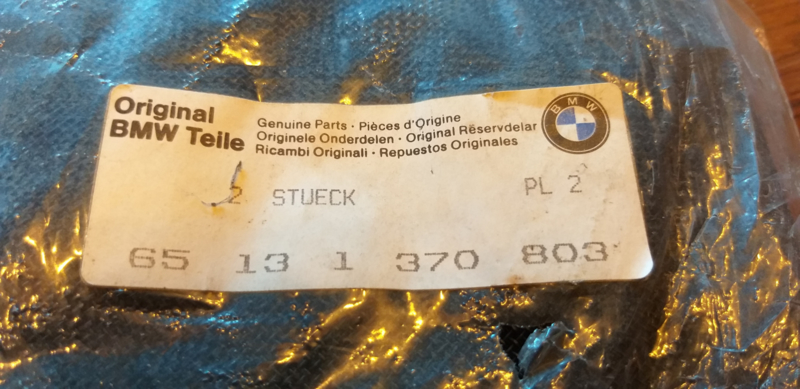 Original
BMW Teile
Genuine Parts · Pièces d'Origine
Originele Onderdelen · Original Reservdelar
Ricambi Originali · Repuestos Originales
BMW
2 STUECK PL 2
65 13 1 370 803